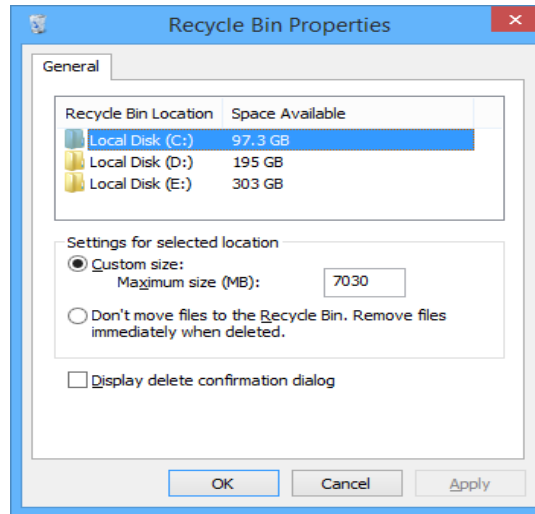 Recycle Bin Properties
General
Recycle Bin Location Space Available
Local Disk (C:) 97.3 GB
Local Disk (D:) 195 GB
Local Disk (E:) 303 GB
Settings for selected location
Custom size:
Maximum size (MB): 7030
Don't move files to the Recycle Bin. Remove files
immediately when deleted.
Display delete confirmation dialog
OK Cancel Apply